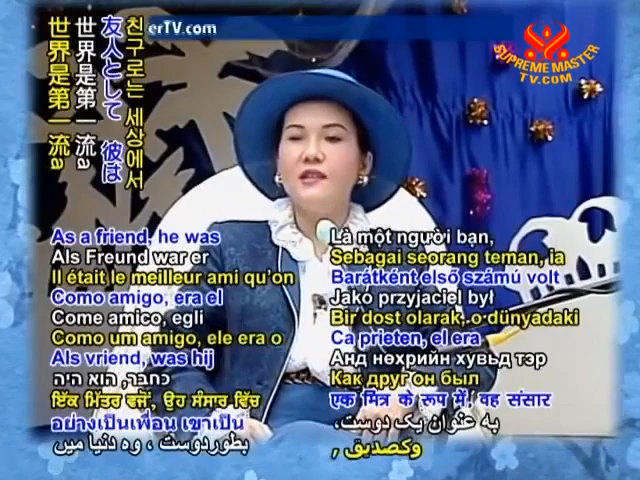 erTV.com
SUPREME MASTER
TV.COM
친구로는 세상에서
友人として 彼は
世界是第一流a
世界是第一流a
As a friend, he was
Als Freund war er
Il était le meilleur ami qu'on
Como amigo, era el
Come amico, egli
Como um amigo, ele era o
Als vriend, was hij
כחבר, הוא היה
ਇੱਕ ਮਿੱਤਰ ਵਜੋਂ, ਉਹ ਸੰਸਾਰ ਵਿੱਚ
อย่างเป็นเพื่อน เขาเป็น
بطوردوست ، وہ دنیا میں
Là một người bạn,
Sebagai seorang teman, ia
Barátként első számú volt
Jako przyjaciel był
Bir dost olarak, o dünyadaki
Ca prieten, el era
Анд нөхрийн хувьд тэр
Как друг он был
एक मित्र के रूप में, वह संसार
به عنوان یک دوست،
وكصديق ,